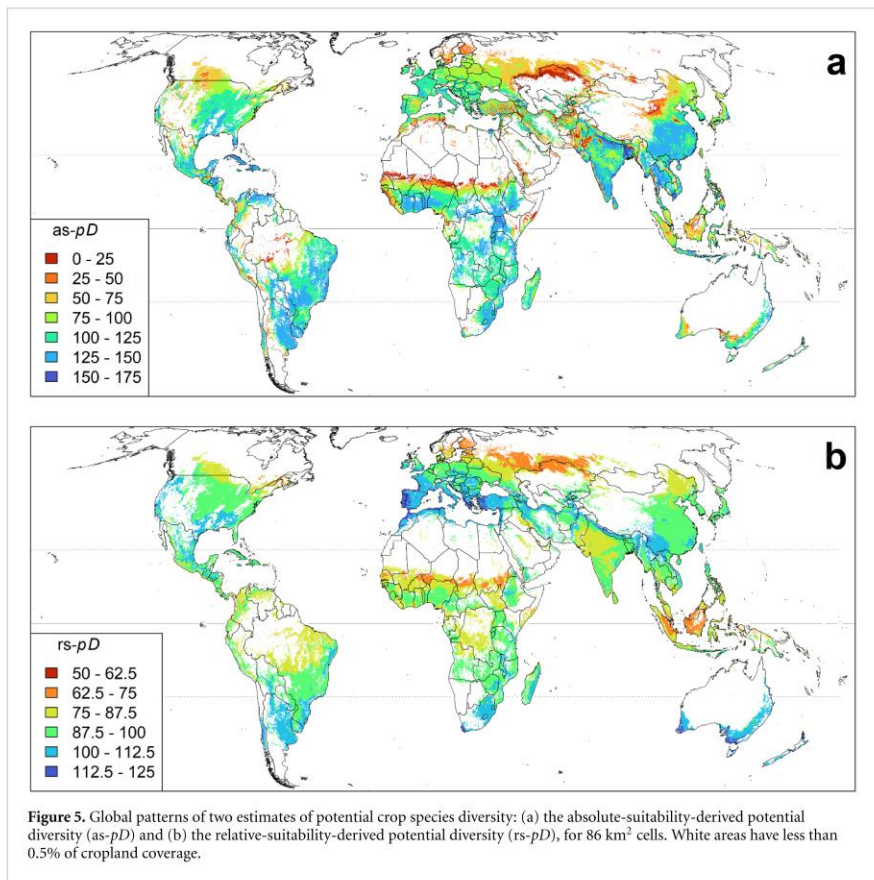 a
as-pD
0 - 25
25 - 50
50 - 75
75 - 100
100 - 125
125 - 150
150 - 175
b
rs-pD
50 - 62.5
62.5 - 75
75 - 87.5
87.5 - 100
100 - 112.5
112.5 - 125
Figure 5. Global patterns of two estimates of potential crop species diversity: (a) the absolute-suitability-derived potential
diversity (as-pD) and (b) the relative-suitability-derived potential diversity (rs-pD), for 86 km² cells. White areas have less than
0.5% of cropland coverage.